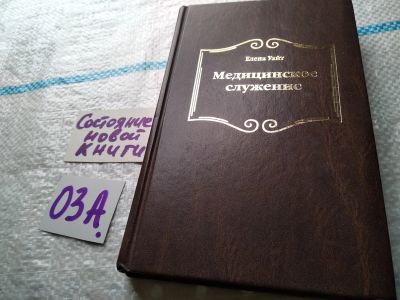 Елена Уайт
Медицинское
служение
Состояние
новой
книги
03А.